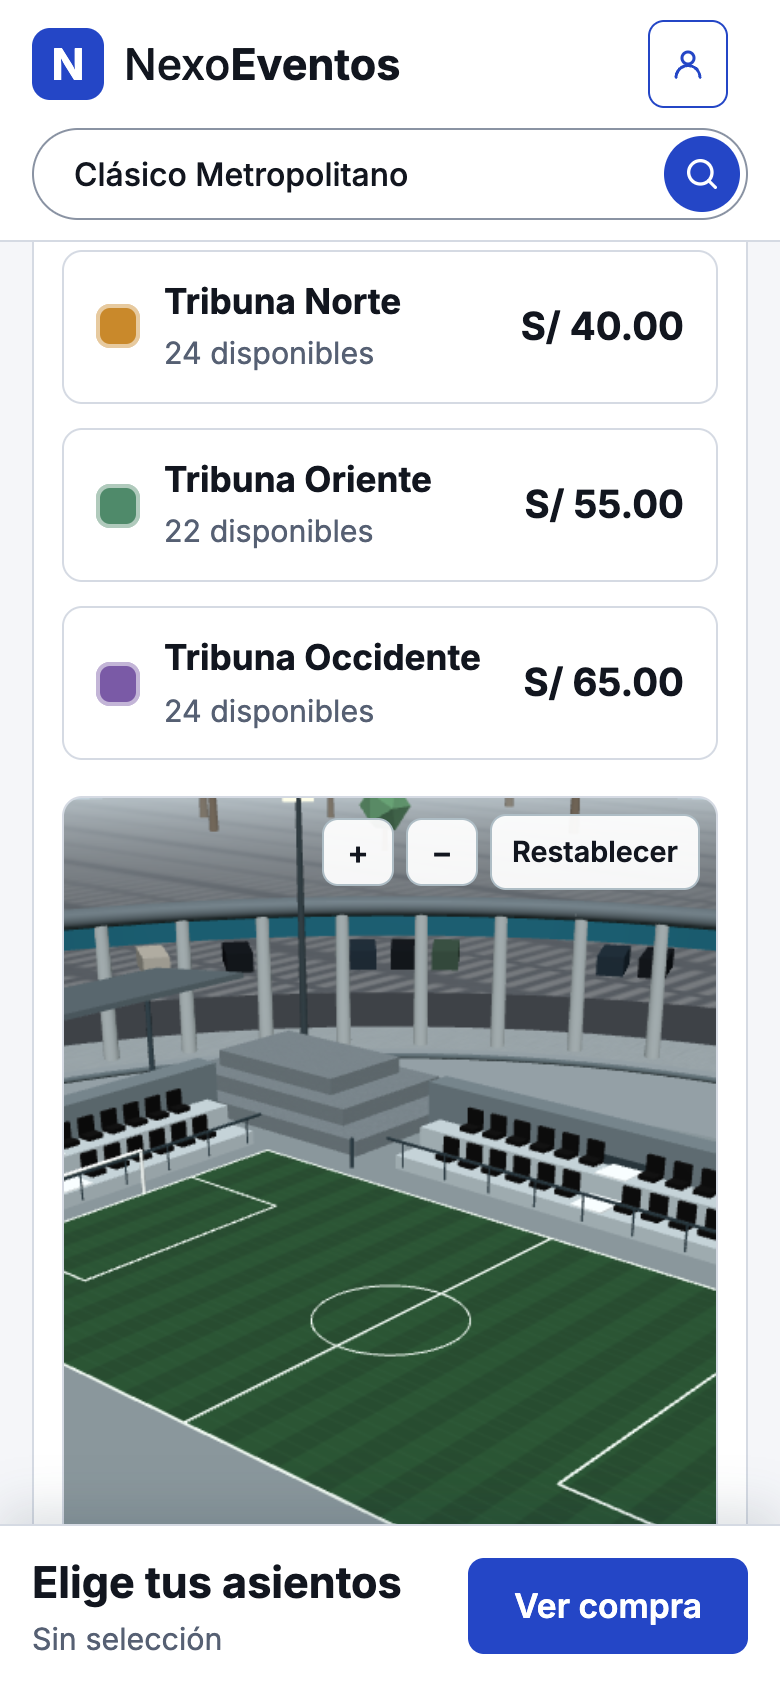 N NexoEventos
Clásico Metropolitano
Tribuna Norte
24 disponibles
S/ 40.00
Tribuna Oriente
22 disponibles
S/ 55.00
Tribuna Occidente
24 disponibles
S/ 65.00
+ − Restablecer
Elige tus asientos
Sin selección
Ver compra